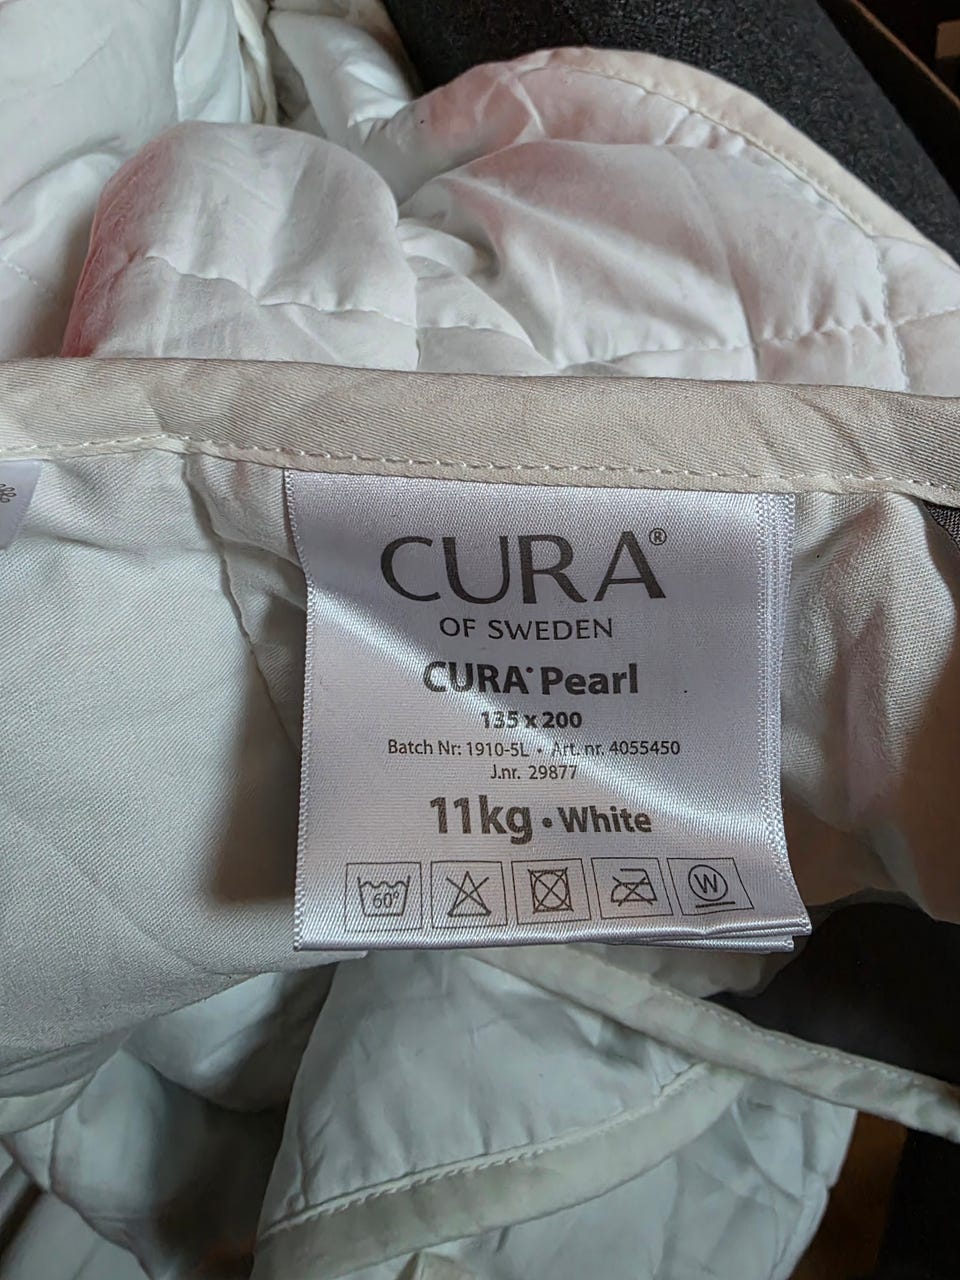 CURA®
OF SWEDEN
CURA® Pearl
135 x 200
Batch Nr: 1910-5L • Art. nr. 4055450
J.nr. 29877
11kg • White
60°
W